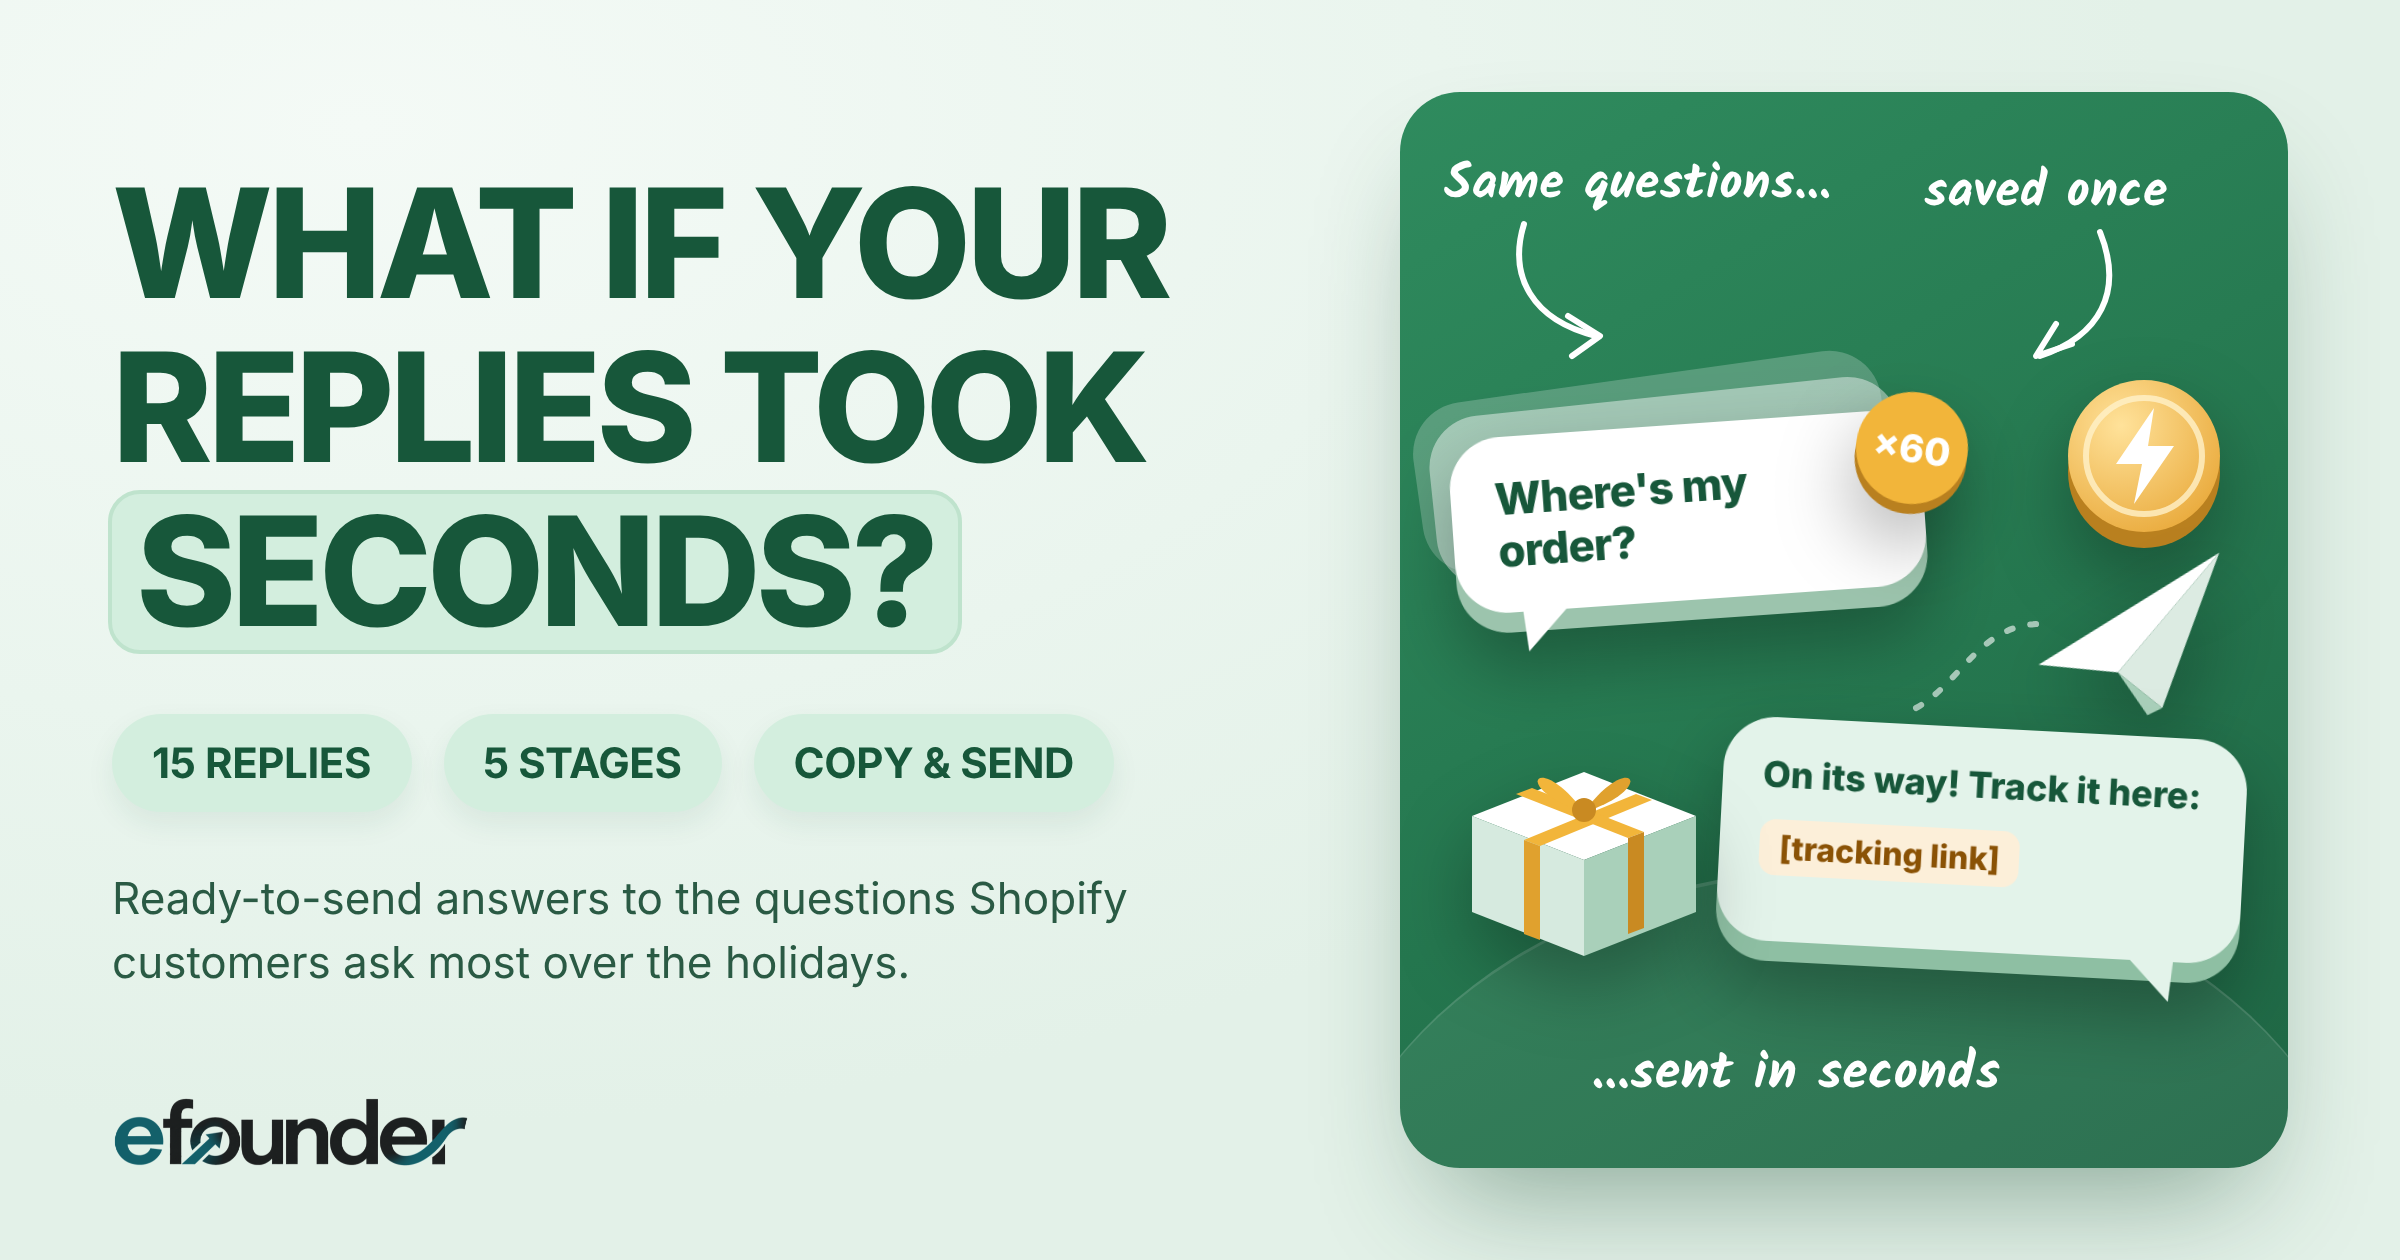 WHAT IF YOUR
REPLIES TOOK
SECONDS?
15 REPLIES
5 STAGES
COPY & SEND
Ready-to-send answers to the questions Shopify
customers ask most over the holidays.
efounder
Same questions...
saved once
×60
Where's my
order?
On its way! Track it here:
[tracking link]
...sent in seconds